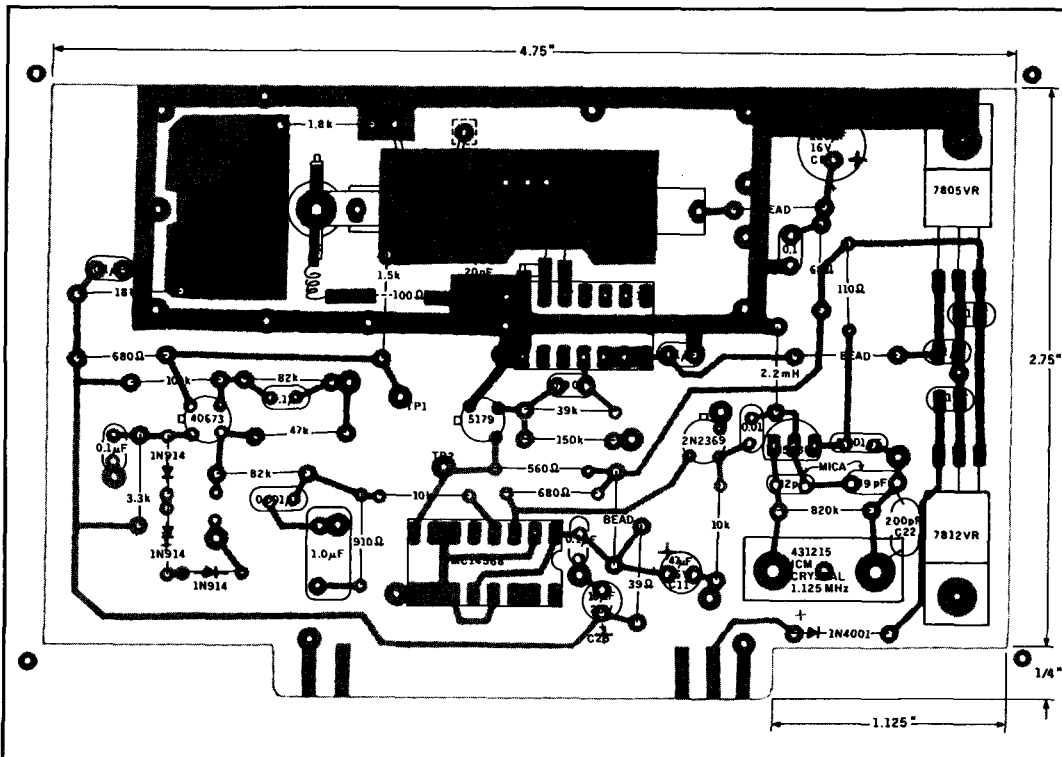 4.75"
1.8k
16V
7805VR
BEAD
0.1
2.75"
1.5k
20pF
110Ω
100Ω
680Ω
BEAD
82k
2.2mH
TP1
40673
5179
39k
2N2369
0.01
47k
150k
0.1µF
1N914
MICA
82k
560Ω
3.3k
10k
680Ω
820k
200pF
C22
BEAD
10k
7812VR
1.0µF
910Ω
1N914
39Ω
C11
431215
ICM
CRYSTAL
1.125 MHz
1N914
1N4001
1/4"
1.125"